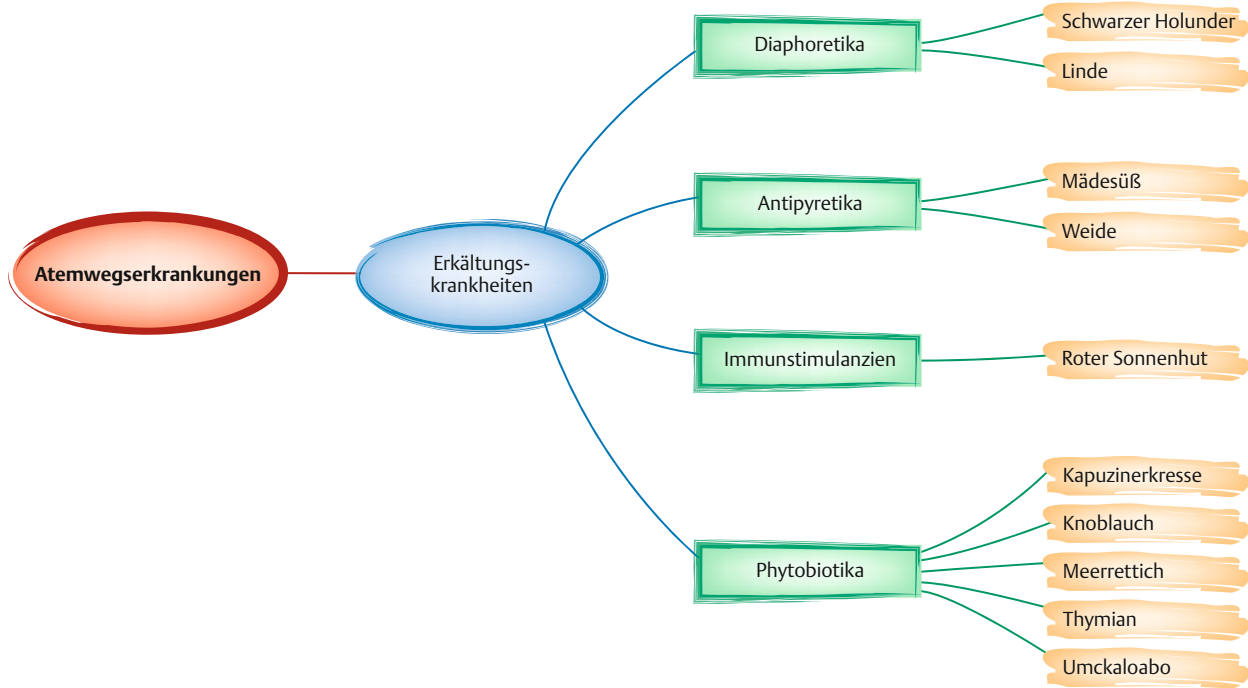 Atemwegserkrankungen
Erkältungs-
krankheiten
Diaphoretika
Schwarzer Holunder
Linde
Antipyretika
Mädesüß
Weide
Immunstimulanzien
Roter Sonnenhut
Phytobiotika
Kapuzinerkresse
Knoblauch
Meerrettich
Thymian
Umckaloabo